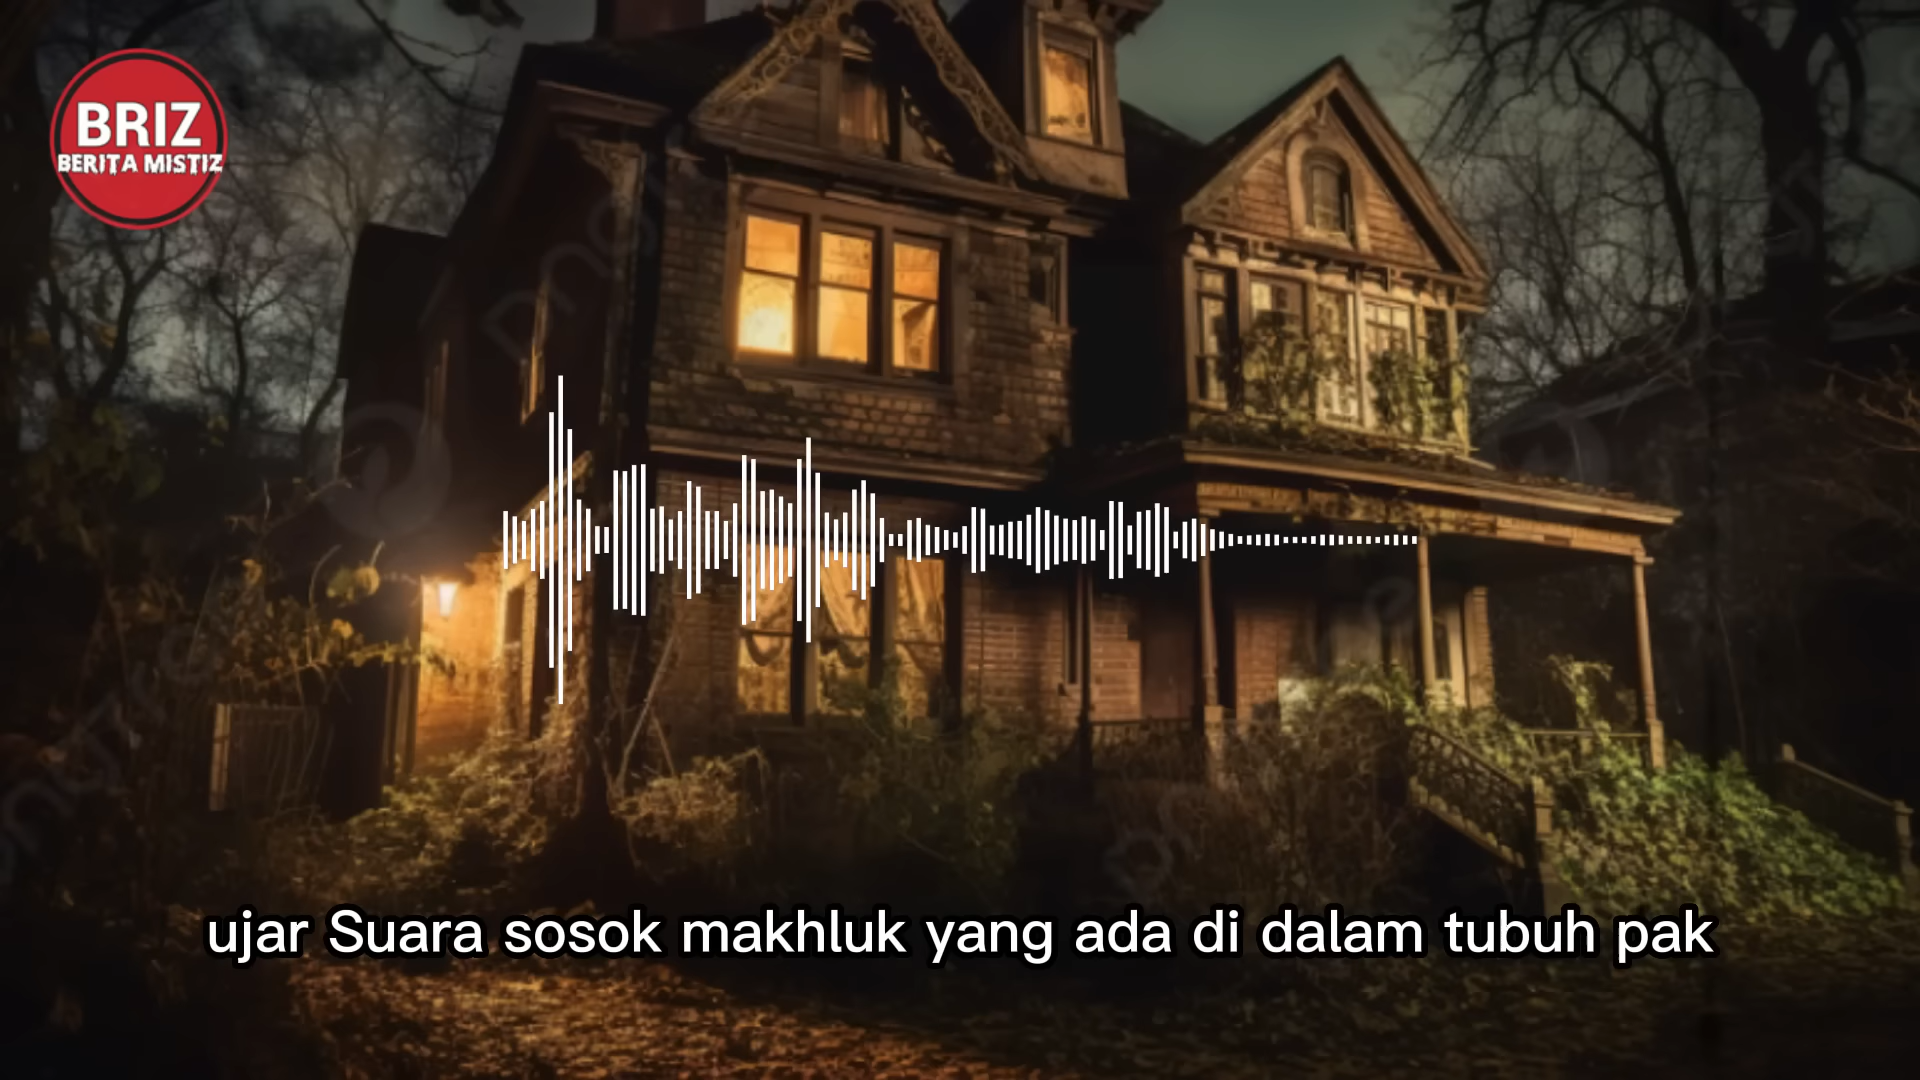 BRIZ
BERITA MISTIZ
ujar Suara sosok makhluk yang ada di dalam tubuh pak